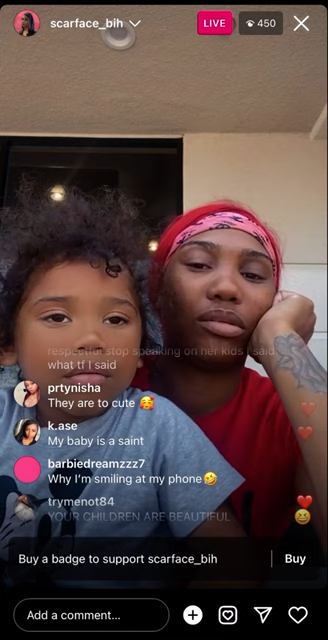 scarface_bih
LIVE
450
respectful stop speaking on her kids I said
what tf I said
prtynisha
They are to cute 🥰
k.ase
My baby is a saint
barbiedreamzzz7
Why I'm smiling at my phone🤣
trymenot84
YOUR CHILDREN ARE BEAUTIFUL
Buy a badge to support scarface_bih
Buy
Add a comment...